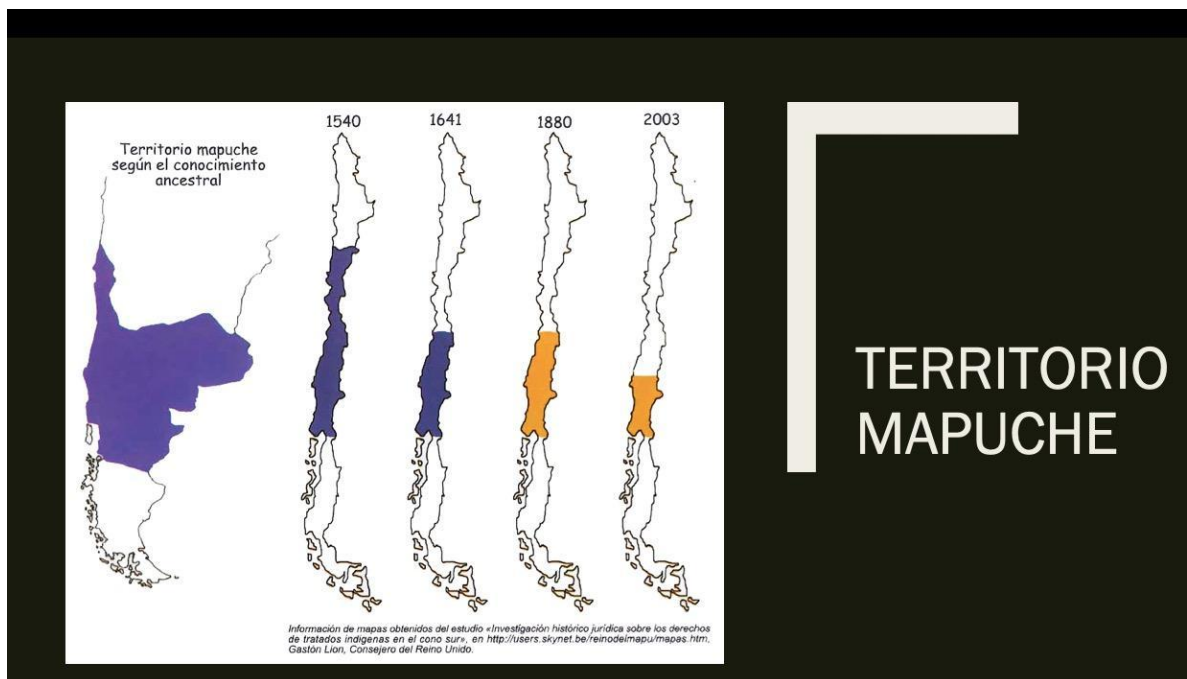 Territorio mapuche
según el conocimiento
ancestral
1540
1641
1880
2003
TERRITORIO
MAPUCHE
Información de mapas obtenidos del estudio «Investigación histórico jurídica sobre los derechos
de tratados indigenas en el cono sur», en http://users.skynet.be/reinodelmapu/mapas.htm,
Gastón Lion, Consejero del Reino Unido.